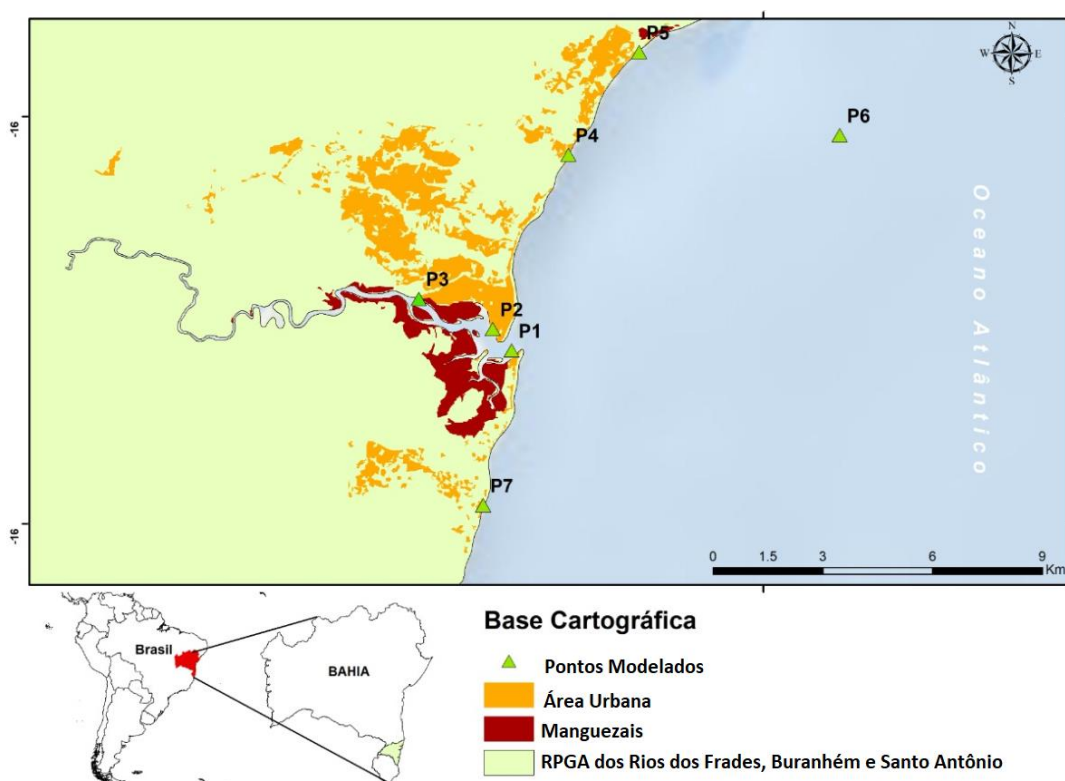 P5
N
W
E
S
-16
P6
P4
P3
P2
P1
Oceano Atlântico
P7
-16
0 1.5 3 6 9
Km
Brasil
BAHIA
Base Cartográfica
Pontos Modelados
Área Urbana
Manguezais
RPGA dos Rios dos Frades, Buranhém e Santo Antônio